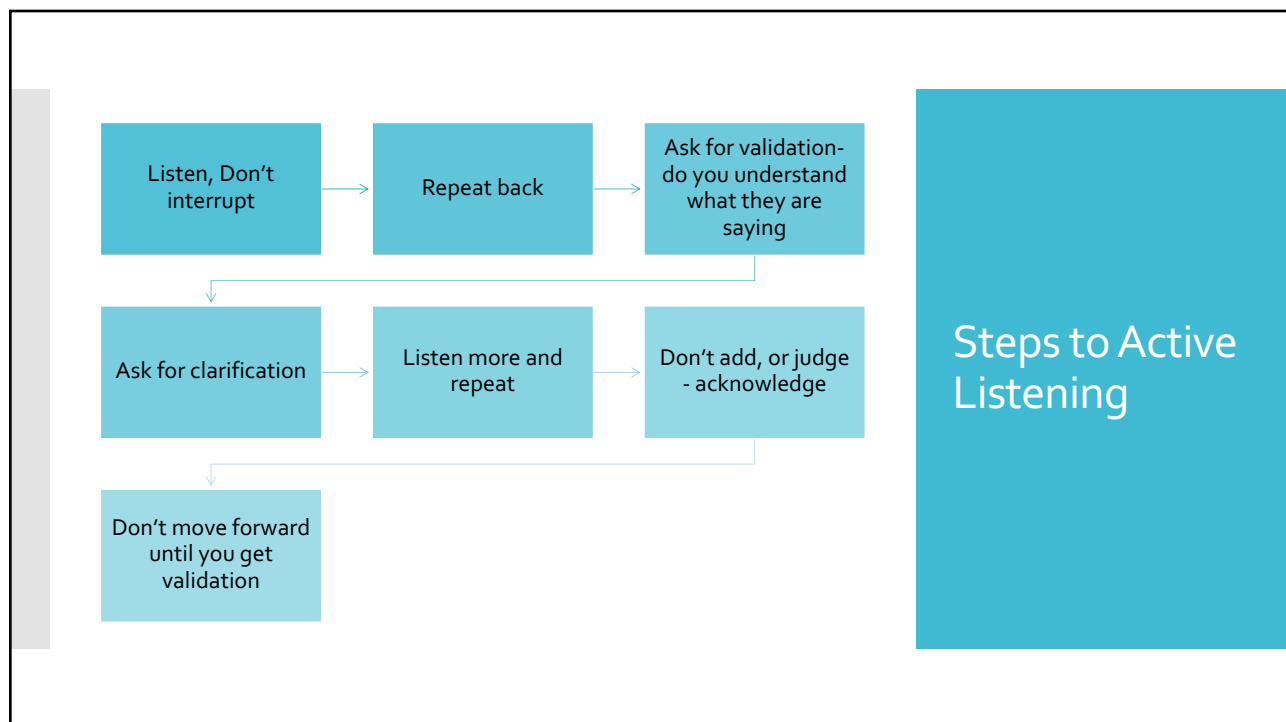 Listen, Don’t
interrupt
Repeat back
Ask for validation-
do you understand
what they are
saying
Ask for clarification
Listen more and
repeat
Don’t add, or judge
- acknowledge
Don’t move forward
until you get
validation
Steps to Active
Listening